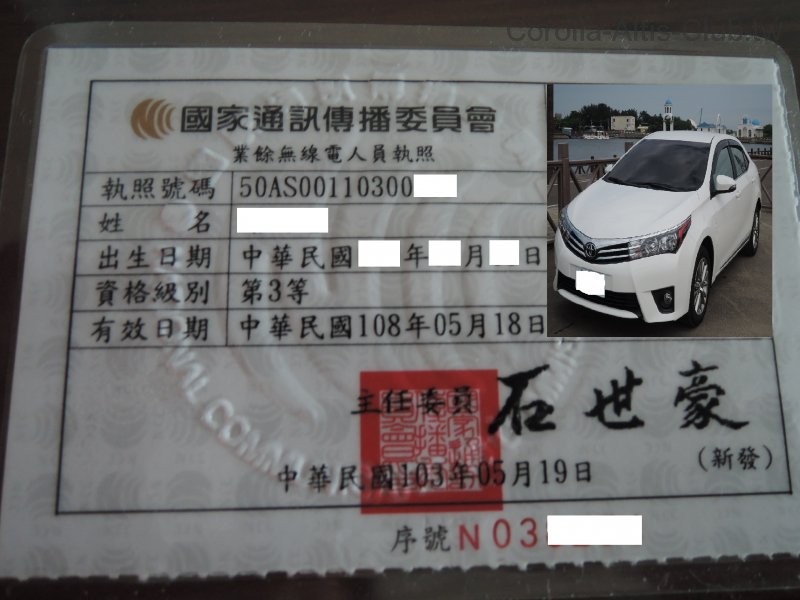 Corolla-Altis-Club
國家通訊傳播委員會
業餘無線電人員執照
執照號碼 50AS00110300
姓名
出生日期 中華民國 年 月 日
資格級別 第3等
有效日期 中華民國108年05月18日
主任委員 石世豪
中華民國103年05月19日
(新發)
序號 N03